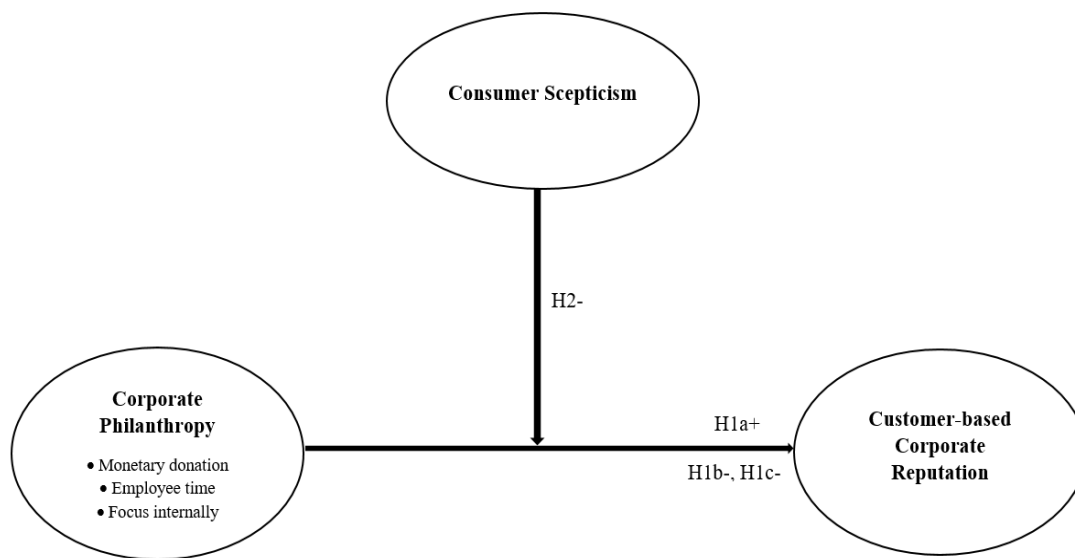 Consumer Scepticism
H2-
Corporate
Philanthropy
● Monetary donation
● Employee time
● Focus internally
H1a+
H1b-, H1c-
Customer-based
Corporate
Reputation